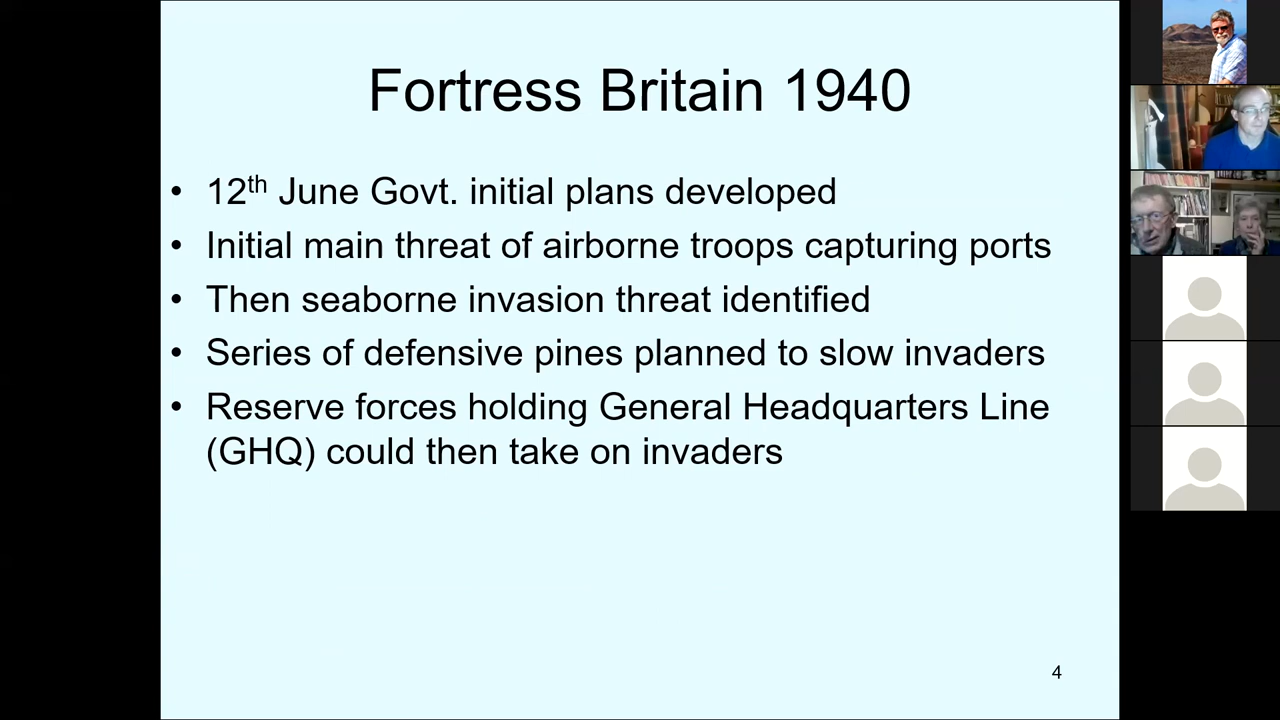 Fortress Britain 1940
• 12th June Govt. initial plans developed
• Initial main threat of airborne troops capturing ports
• Then seaborne invasion threat identified
• Series of defensive pines planned to slow invaders
• Reserve forces holding General Headquarters Line
(GHQ) could then take on invaders
4